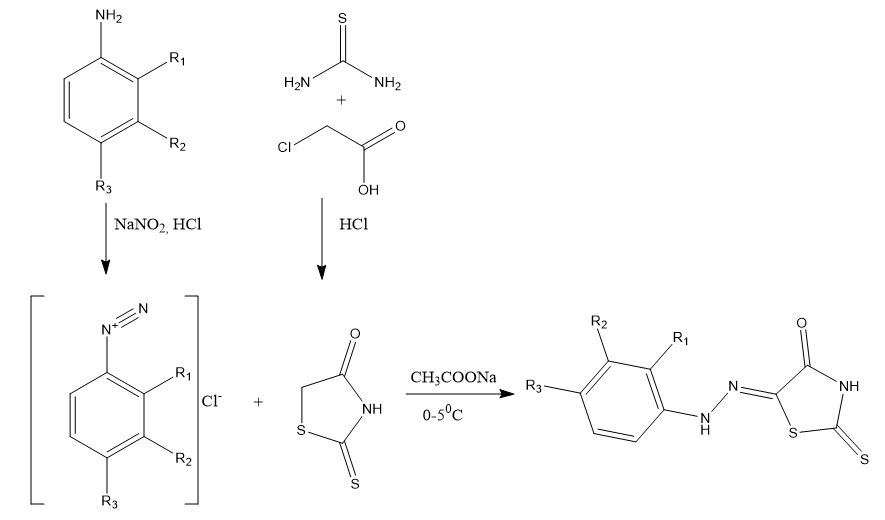 NH2
R1
R2
R3
S
H2N
NH2
+
Cl
O
OH
NaNO2, HCl
HCl
N+
N
R1
R2
R3
Cl-
+
O
NH
S
S
CH3COONa
0-5⁰C
R2
R1
R3
N
H
N
O
NH
S
S